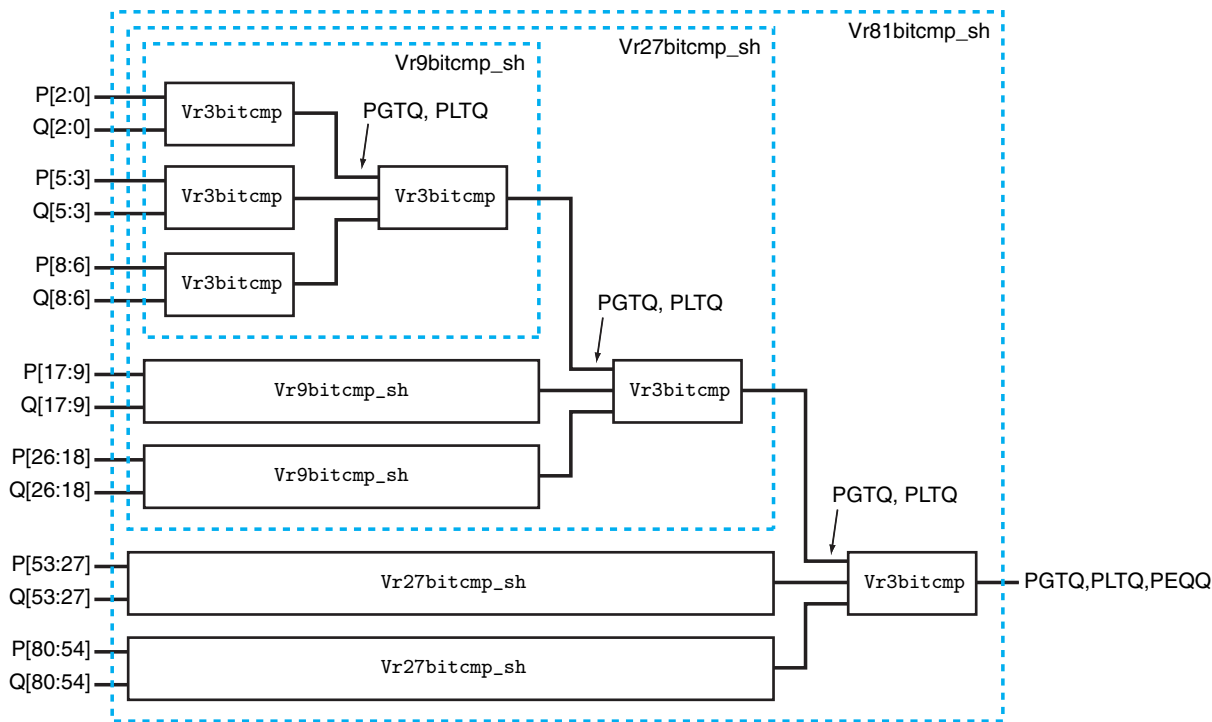 Vr81bitcmp_sh
Vr27bitcmp_sh
Vr9bitcmp_sh
P[2:0]
Q[2:0]
Vr3bitcmp
PGTQ, PLTQ
P[5:3]
Q[5:3]
Vr3bitcmp
Vr3bitcmp
P[8:6]
Q[8:6]
Vr3bitcmp
PGTQ, PLTQ
P[17:9]
Q[17:9]
Vr9bitcmp_sh
Vr3bitcmp
P[26:18]
Q[26:18]
Vr9bitcmp_sh
PGTQ, PLTQ
P[53:27]
Q[53:27]
Vr27bitcmp_sh
Vr3bitcmp
PGTQ,PLTQ,PEQQ
P[80:54]
Q[80:54]
Vr27bitcmp_sh